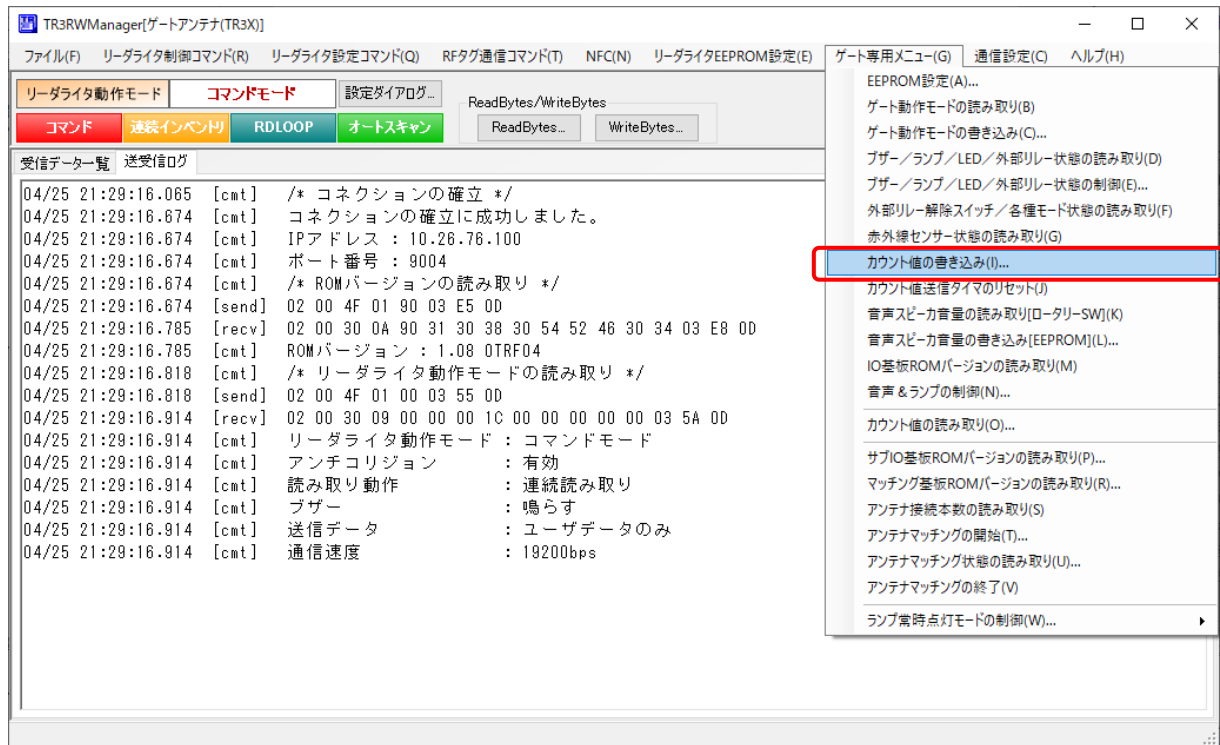 TR3RWManager[ゲートアンテナ(TR3X)]
ファイル(F) リーダライタ制御コマンド(R) リーダライタ設定コマンド(Q) RFタグ通信コマンド(T) NFC(N) リーダライタEEPROM設定(E) ゲート専用メニュー(G) 通信設定(C) ヘルプ(H)
リーダライタ動作モード コマンドモード 設定ダイアログ...
ReadBytes/WriteBytes
コマンド 連続インベントリ RDLOOP オートスキャン ReadBytes... WriteBytes...
受信データ一覧 送受信ログ
04/25 21:29:16.065 [cmt] /* コネクションの確立 */
04/25 21:29:16.674 [cmt] コネクションの確立に成功しました。
04/25 21:29:16.674 [cmt] IPアドレス : 10.26.76.100
04/25 21:29:16.674 [cmt] ポート番号 : 9004
04/25 21:29:16.674 [cmt] /* ROMバージョンの読み取り */
04/25 21:29:16.674 [send] 02 00 4F 01 90 03 E5 0D
04/25 21:29:16.785 [recv] 02 00 30 0A 90 31 30 38 30 54 52 46 30 34 03 E8 0D
04/25 21:29:16.785 [cmt] ROMバージョン : 1.08 0TRF04
04/25 21:29:16.818 [cmt] /* リーダライタ動作モードの読み取り */
04/25 21:29:16.818 [send] 02 00 4F 01 00 03 55 0D
04/25 21:29:16.914 [recv] 02 00 30 09 00 00 00 1C 00 00 00 00 00 03 5A 0D
04/25 21:29:16.914 [cmt] リーダライタ動作モード : コマンドモード
04/25 21:29:16.914 [cmt] アンチコリジョン : 有効
04/25 21:29:16.914 [cmt] 読み取り動作 : 連続読み取り
04/25 21:29:16.914 [cmt] ブザー : 鳴らす
04/25 21:29:16.914 [cmt] 送信データ : ユーザデータのみ
04/25 21:29:16.914 [cmt] 通信速度 : 19200bps
EEPROM設定(A)...
ゲート動作モードの読み取り(B)
ゲート動作モードの書き込み(C)...
ブザー／ランプ／LED／外部リレー状態の読み取り(D)
ブザー／ランプ／LED／外部リレー状態の制御(E)...
外部リレー解除スイッチ／各種モード状態の読み取り(F)
赤外線センサー状態の読み取り(G)
カウント値の書き込み(I)...
カウント値送信タイマのリセット(J)
音声スピーカ音量の読み取り[ロータリーSW](K)
音声スピーカ音量の書き込み[EEPROM](L)...
IO基板ROMバージョンの読み取り(M)
音声＆ランプの制御(N)...
カウント値の読み取り(O)...
サブIO基板ROMバージョンの読み取り(P)...
マッチング基板ROMバージョンの読み取り(R)...
アンテナ接続本数の読み取り(S)
アンテナマッチングの開始(T)...
アンテナマッチング状態の読み取り(U)...
アンテナマッチングの終了(V)
ランプ常時点灯モードの制御(W)...